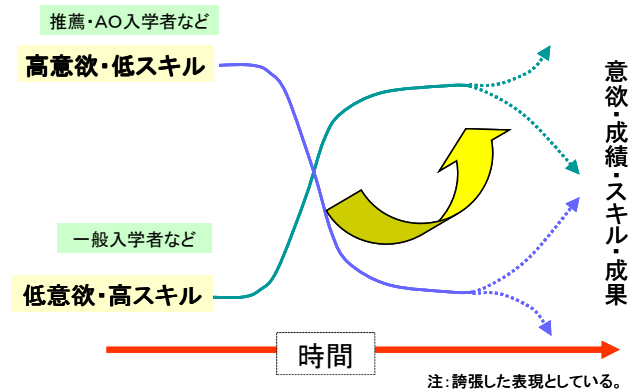 推薦・AO入学者など
高意欲・低スキル
一般入学者など
低意欲・高スキル
意欲・成績・スキル・成果
時間
注：誇張した表現としている。